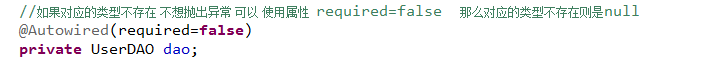 //如果对应的类型不存在 不想抛出异常 可以 使用属性 required=false 那么对应的类型不存在则是null
@Autowired(required=false)
private UserDAO dao;